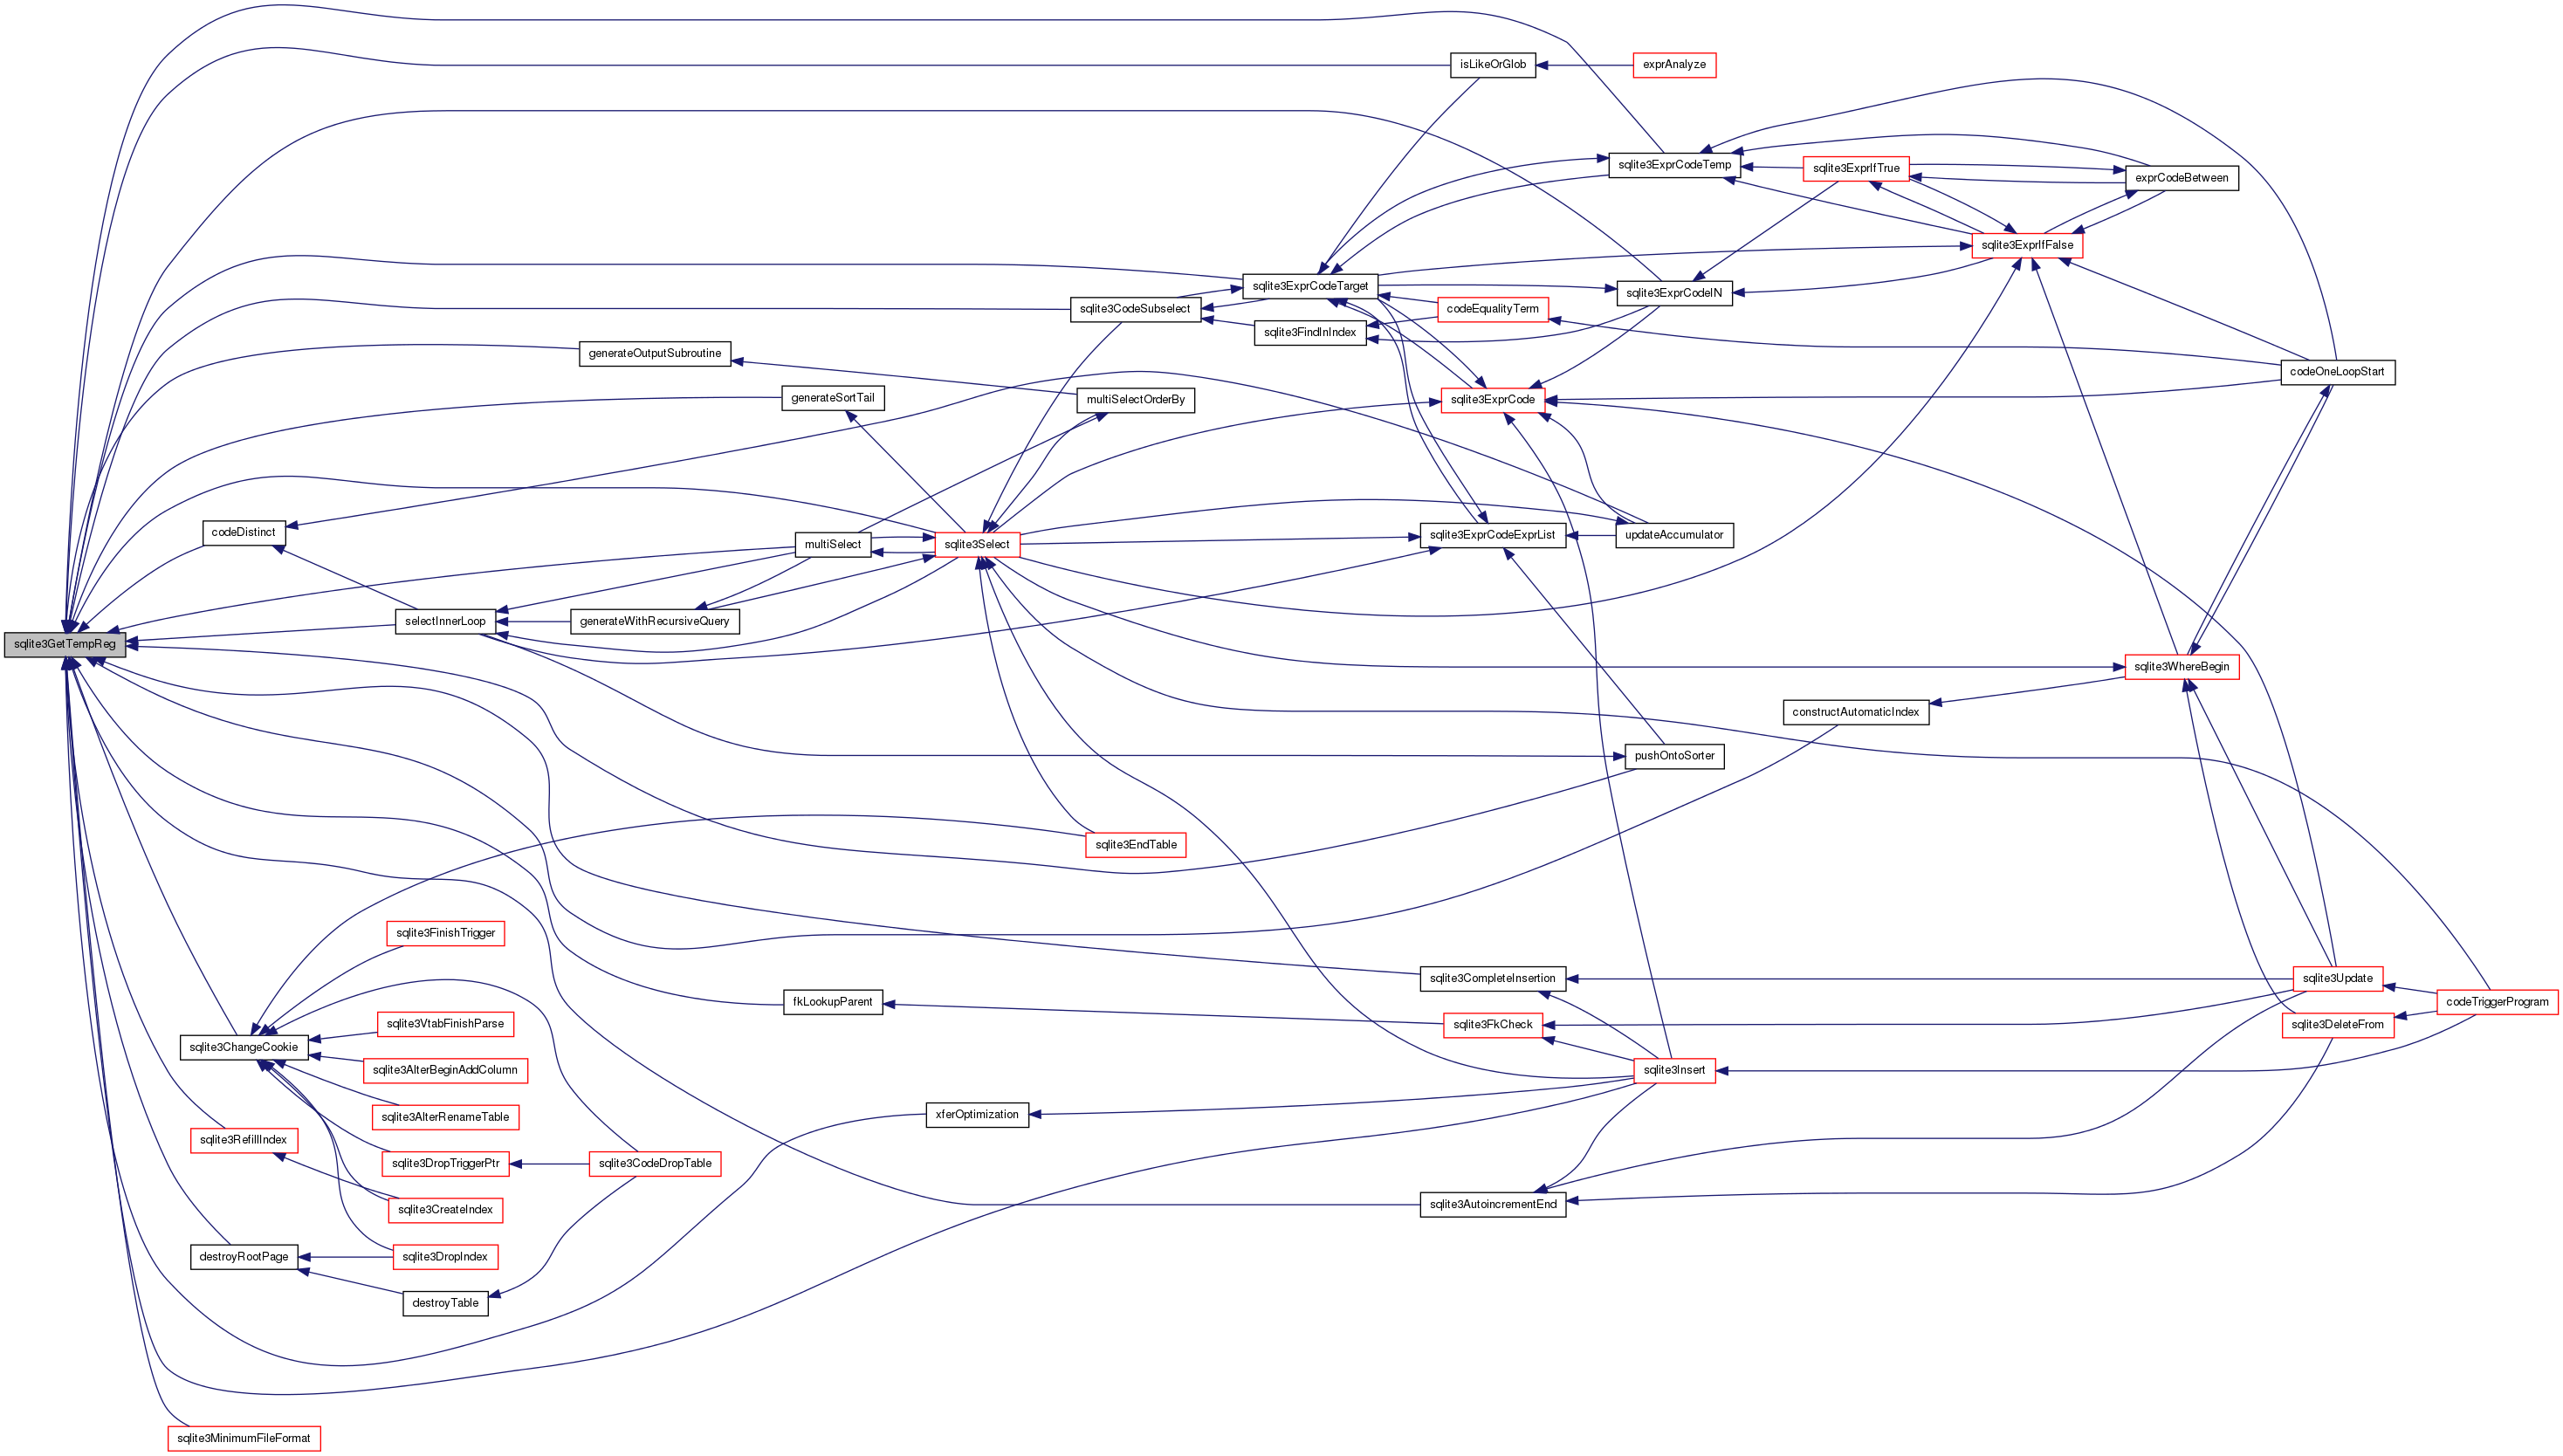 isLikeOrGlob
exprAnalyze
sqlite3ExprCodeTemp
sqlite3ExprIfTrue
exprCodeBetween
sqlite3ExprIfFalse
sqlite3ExprCodeTarget
sqlite3ExprCodeIN
sqlite3CodeSubselect
codeEqualityTerm
sqlite3FindInIndex
generateOutputSubroutine
codeOneLoopStart
generateSortTail
multiSelectOrderBy
sqlite3ExprCode
codeDistinct
multiSelect
sqlite3Select
sqlite3ExprCodeExprList
updateAccumulator
selectInnerLoop
generateWithRecursiveQuery
sqlite3GetTempReg
sqlite3WhereBegin
constructAutomaticIndex
pushOntoSorter
sqlite3EndTable
sqlite3FinishTrigger
sqlite3CompleteInsertion
sqlite3Update
fkLookupParent
codeTriggerProgram
sqlite3VtabFinishParse
sqlite3FkCheck
sqlite3DeleteFrom
sqlite3ChangeCookie
sqlite3AlterBeginAddColumn
sqlite3Insert
sqlite3AlterRenameTable
xferOptimization
sqlite3RefillIndex
sqlite3DropTriggerPtr
sqlite3CodeDropTable
sqlite3CreateIndex
sqlite3AutoincrementEnd
destroyRootPage
sqlite3DropIndex
destroyTable
sqlite3MinimumFileFormat